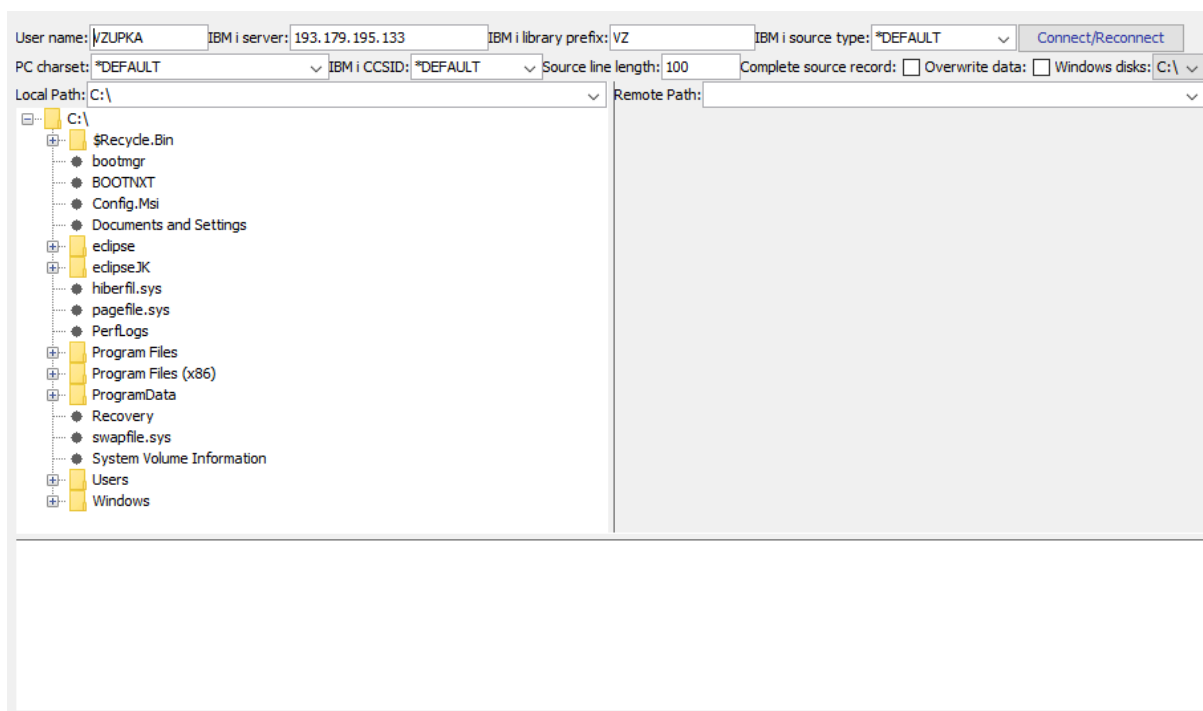 User name: VZUPKA IBM i server: 193.179.195.133 IBM i library prefix: VZ IBM i source type: *DEFAULT Connect/Reconnect
PC charset: *DEFAULT IBM i CCSID: *DEFAULT Source line length: 100 Complete source record: Overwrite data: Windows disks: C:\
Local Path: C:\ Remote Path:
C:\
$Recycle.Bin
bootmgr
BOOTNXT
Config.Msi
Documents and Settings
eclipse
eclipseJK
hiberfil.sys
pagefile.sys
PerfLogs
Program Files
Program Files (x86)
ProgramData
Recovery
swapfile.sys
System Volume Information
Users
Windows